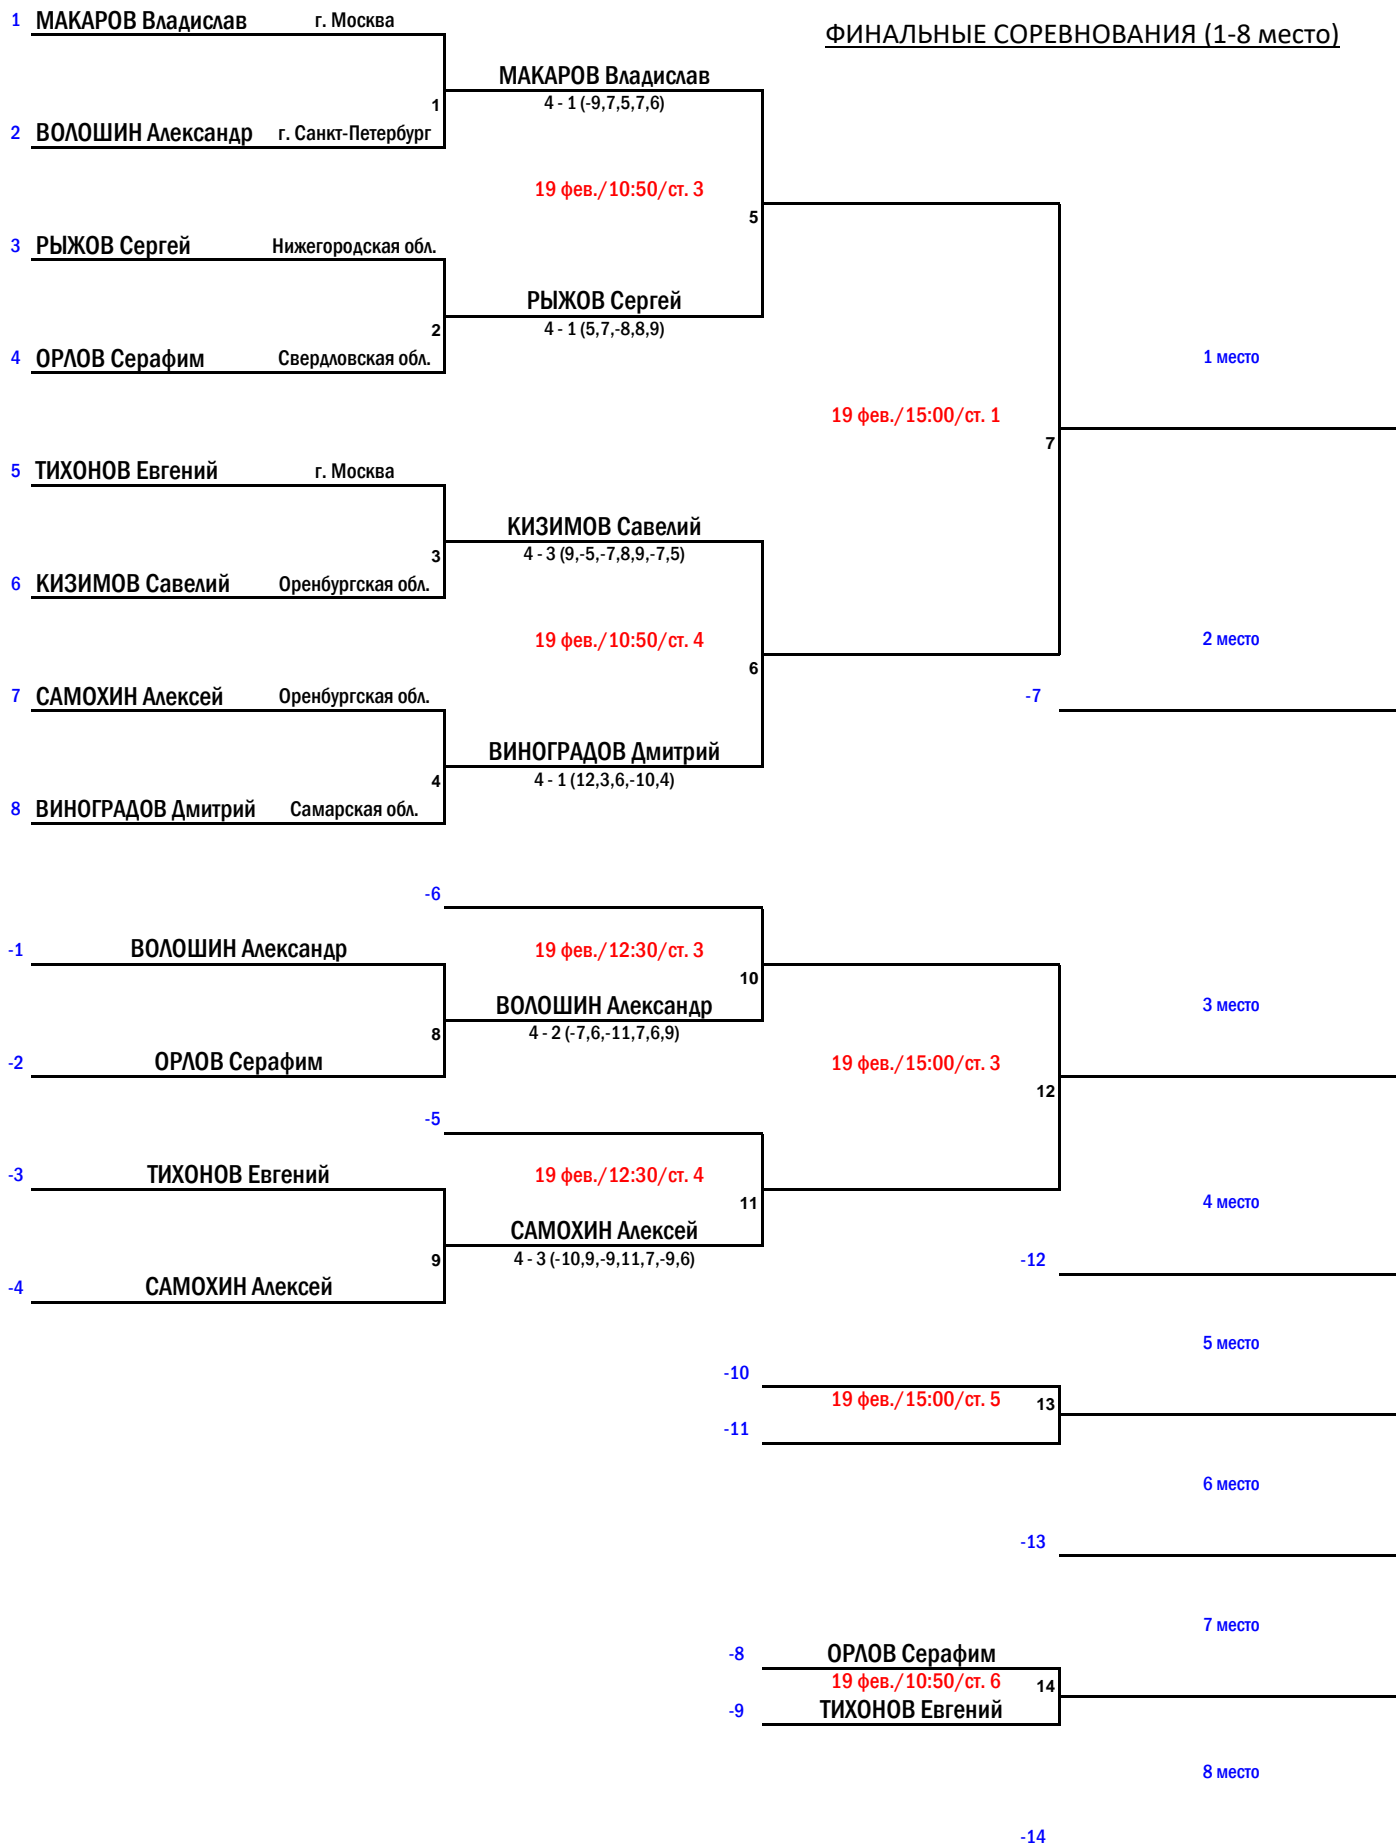 ФИНАЛЬНЫЕ СОРЕВНОВАНИЯ (1-8 место)
1 МАКАРОВ Владислав г. Москва
МАКАРОВ Владислав
1 4 - 1 (-9,7,5,7,6)
2 ВОЛОШИН Александр г. Санкт-Петербург
19 фев./10:50/ст. 3
5
3 РЫЖОВ Сергей Нижегородская обл.
РЫЖОВ Сергей
2 4 - 1 (5,7,-8,8,9)
4 ОРЛОВ Серафим Свердловская обл.
1 место
19 фев./15:00/ст. 1
7
5 ТИХОНОВ Евгений г. Москва
КИЗИМОВ Савелий
3 4 - 3 (9,-5,-7,8,9,-7,5)
6 КИЗИМОВ Савелий Оренбургская обл.
19 фев./10:50/ст. 4
2 место
6
7 САМОХИН Алексей Оренбургская обл.
-7
ВИНОГРАДОВ Дмитрий
4 4 - 1 (12,3,6,-10,4)
8 ВИНОГРАДОВ Дмитрий Самарская обл.
-6
-1 ВОЛОШИН Александр 19 фев./12:30/ст. 3
10
ВОЛОШИН Александр
3 место
8 4 - 2 (-7,6,-11,7,6,9)
-2 ОРЛОВ Серафим
19 фев./15:00/ст. 3
12
-5
-3 ТИХОНОВ Евгений 19 фев./12:30/ст. 4
11
4 место
САМОХИН Алексей
9 4 - 3 (-10,9,-9,11,7,-9,6)
-12
-4 САМОХИН Алексей
5 место
-10
19 фев./15:00/ст. 5 13
-11
6 место
-13
7 место
-8 ОРЛОВ Серафим
19 фев./10:50/ст. 6 14
-9 ТИХОНОВ Евгений
8 место
-14